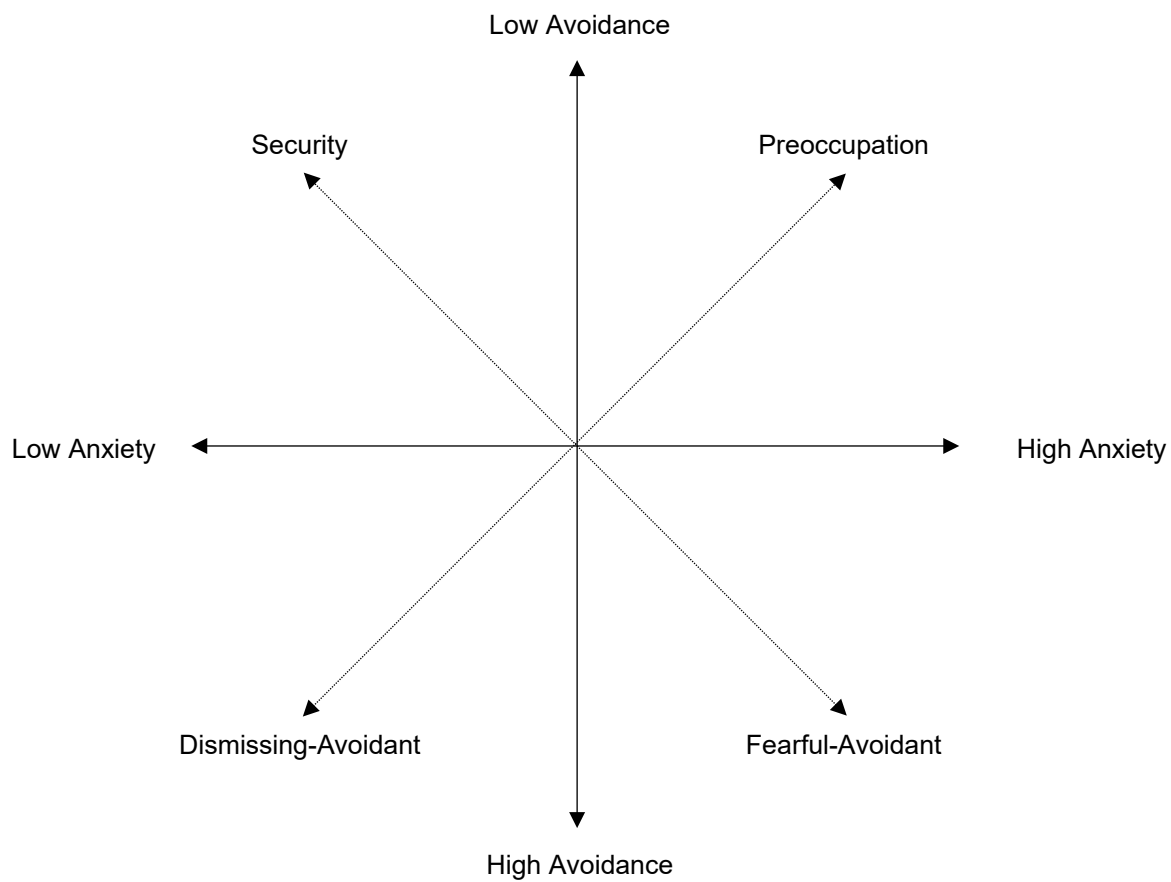 Low Avoidance
Security
Preoccupation
Low Anxiety
High Anxiety
Dismissing-Avoidant
Fearful-Avoidant
High Avoidance